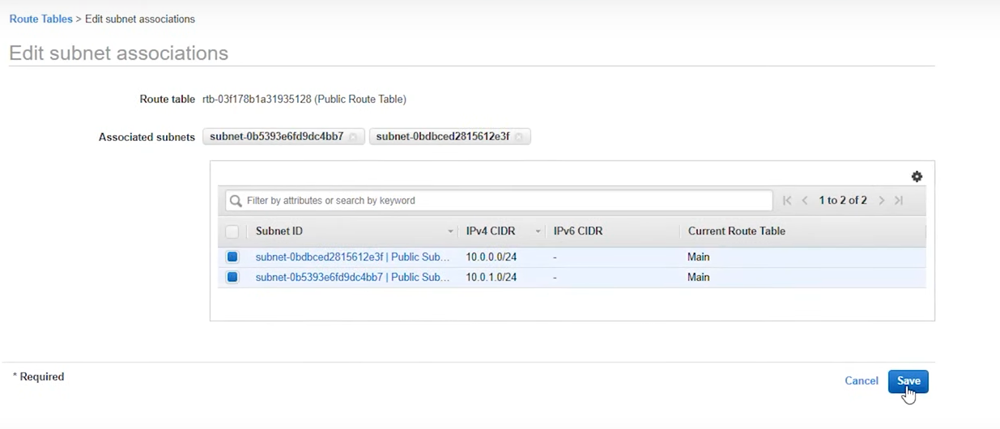 Route Tables > Edit subnet associations
Edit subnet associations
Route table rtb-03f178b1a31935128 (Public Route Table)
Associated subnets subnet-0b5393e6fd9dc4bb7 subnet-0bdbced2815612e3f
Filter by attributes or search by keyword 1 to 2 of 2
Subnet ID IPv4 CIDR IPv6 CIDR Current Route Table
subnet-0bdbced2815612e3f | Public Sub... 10.0.0.0/24 - Main
subnet-0b5393e6fd9dc4bb7 | Public Sub... 10.0.1.0/24 - Main
* Required Cancel Save